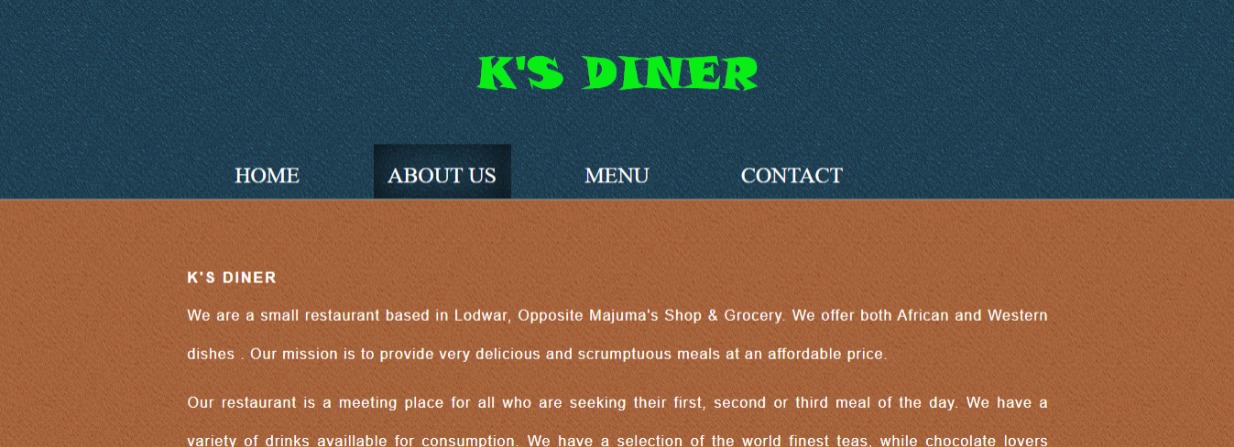 K'S DINER
HOME ABOUT US MENU CONTACT
K'S DINER
We are a small restaurant based in Lodwar, Opposite Majuma's Shop & Grocery. We offer both African and Western
dishes . Our mission is to provide very delicious and scrumptuous meals at an affordable price.
Our restaurant is a meeting place for all who are seeking their first, second or third meal of the day. We have a
variety of drinks availlable for consumption. We have a selection of the world finest teas, while chocolate lovers